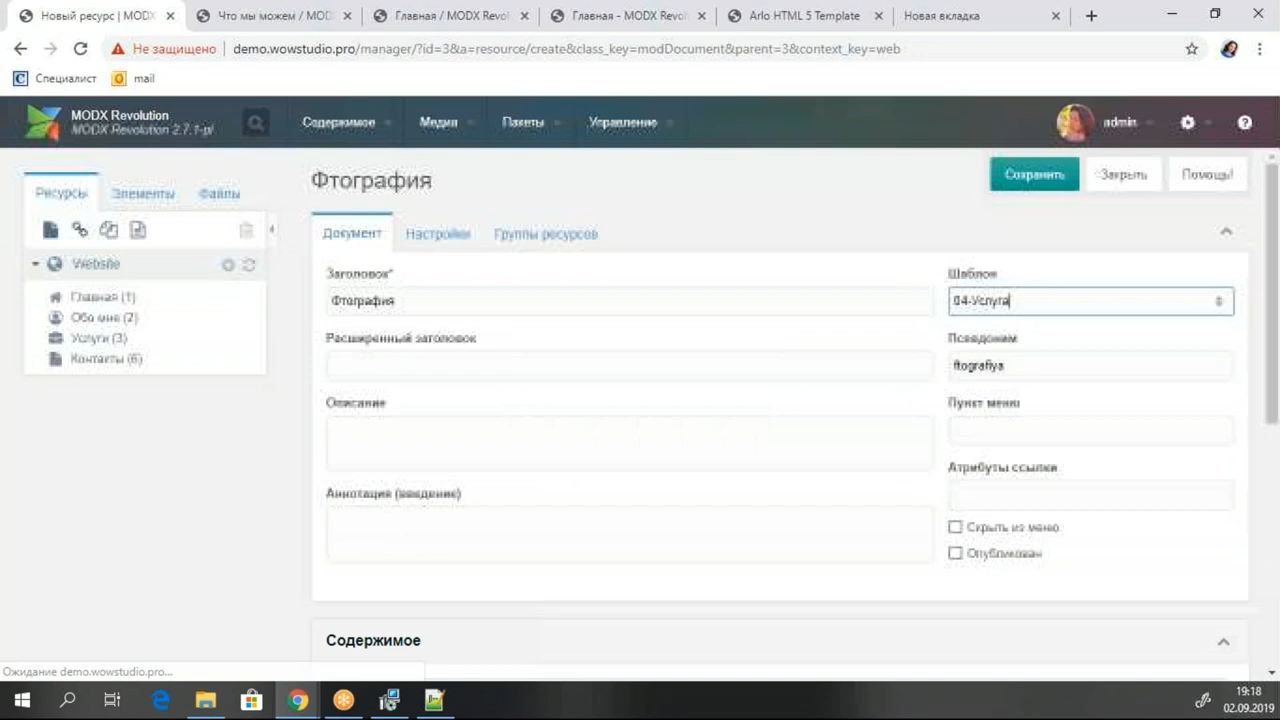 Новый ресурс | MODX
Что мы можем / MODX
Главная / MODX Revol
Главная - MODX Revol
Arlo HTML 5 Template
Новая вкладка
Не защищено
demo.wowstudio.pro/manager/?id=3&a=resource/create&class_key=modDocument&parent=3&context_key=web
Специалист
mail
MODX Revolution
MODX Revolution 2.7.1-pl
Содержимое
Медиа
Пакеты
Управление
admin
Ресурсы
Элементы
Файлы
Website
Главная (1)
Обо мне (2)
Услуги (3)
Контакты (6)
Фтография
Сохранить
Закрыть
Помощь!
Документ
Настройки
Группы ресурсов
Заголовок*
Фтография
Расширенный заголовок
Описание
Аннотация (введение)
Шаблон
04-Услуга
Псевдоним
ftografiya
Пункт меню
Атрибуты ссылки
Скрыть из меню
Опубликован
Содержимое
Ожидание demo.wowstudio.pro...
19:18
02.09.2019